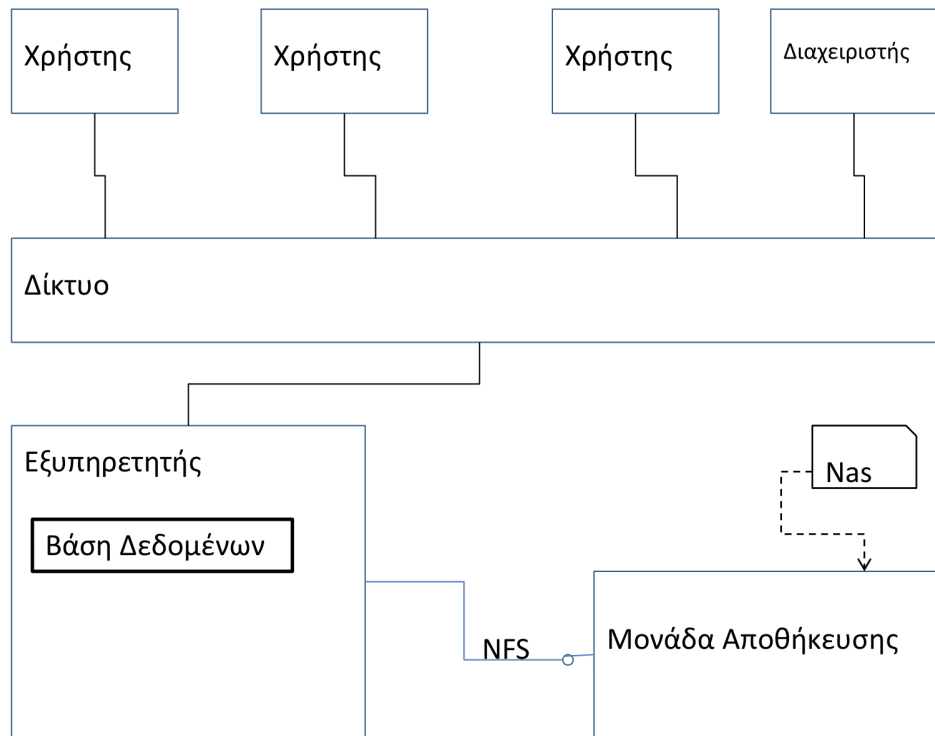 Χρήστης
Χρήστης
Χρήστης
Διαχειριστής
Δίκτυο
Εξυπηρετητής
Nas
Βάση Δεδομένων
NFS
Μονάδα Αποθήκευσης